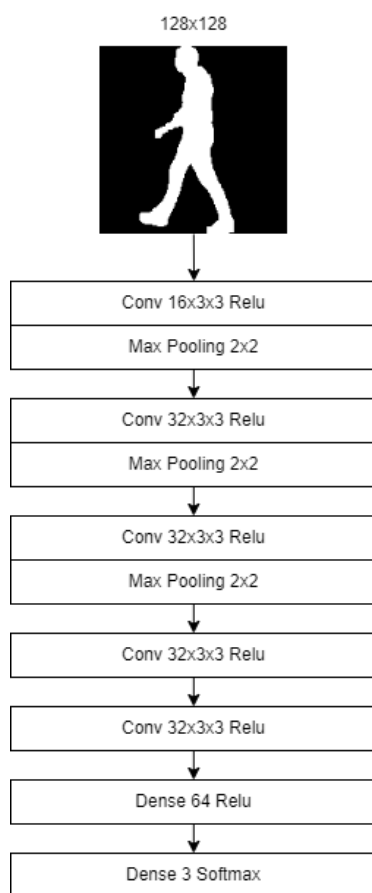 128x128
Conv 16x3x3 Relu
Max Pooling 2x2
Conv 32x3x3 Relu
Max Pooling 2x2
Conv 32x3x3 Relu
Max Pooling 2x2
Conv 32x3x3 Relu
Conv 32x3x3 Relu
Dense 64 Relu
Dense 3 Softmax